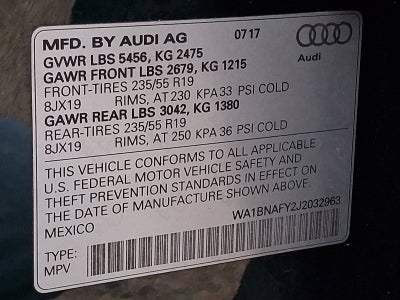 MFD. BY AUDI AG 07/17
GVWR LBS 5456, KG 2475
GAWR FRONT LBS 2679, KG 1215
Audi
FRONT-TIRES 235/55 R19
8JX19 RIMS, AT 230 KPA 33 PSI COLD
GAWR REAR LBS 3042, KG 1380
REAR-TIRES 235/55 R19
8JX19 RIMS, AT 250 KPA 36 PSI COLD
THIS VEHICLE CONFORMS TO ALL APPLICABLE
U.S. FEDERAL MOTOR VEHICLE SAFETY AND
THEFT PREVENTION STANDARDS IN EFFECT ON
THE DATE OF MANUFACTURE SHOWN ABOVE.
MEXICO WA1BNAFY2J2032963
TYPE:
MPV